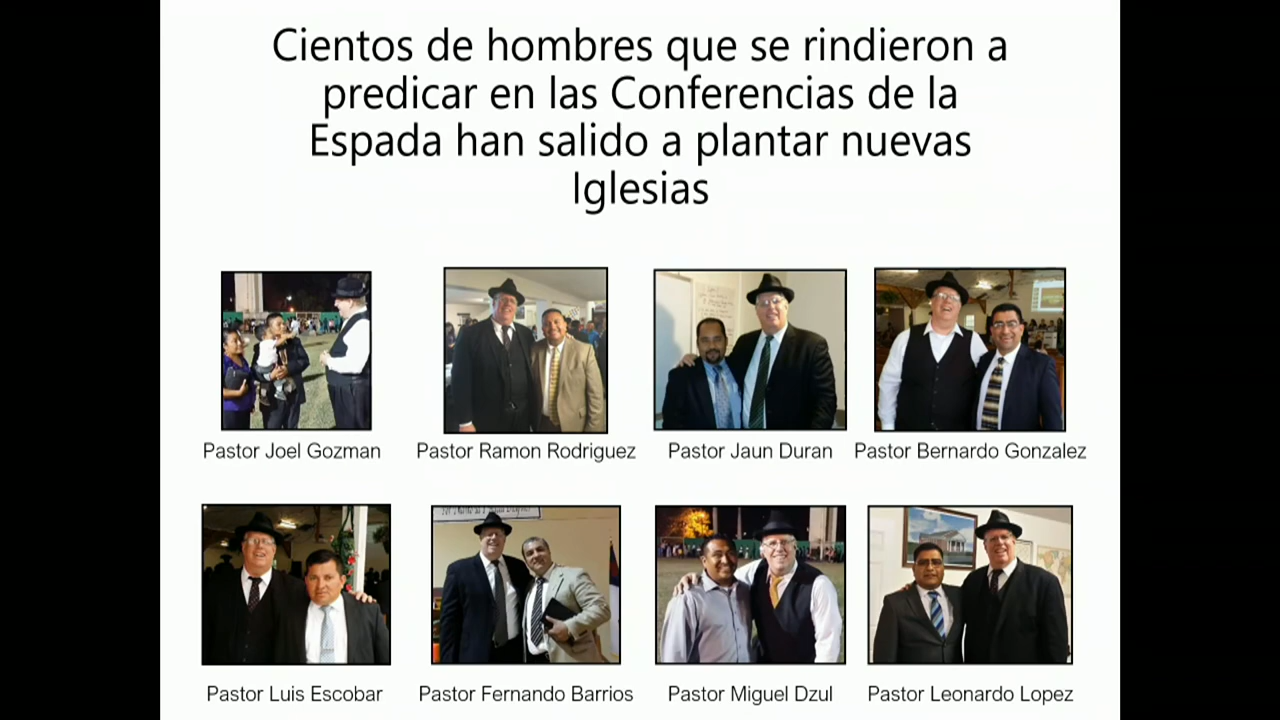 Cientos de hombres que se rindieron a
predicar en las Conferencias de la
Espada han salido a plantar nuevas
Iglesias
Pastor Joel Gozman
Pastor Ramon Rodriguez
Pastor Jaun Duran
Pastor Bernardo Gonzalez
Pastor Luis Escobar
Pastor Fernando Barrios
Pastor Miguel Dzul
Pastor Leonardo Lopez